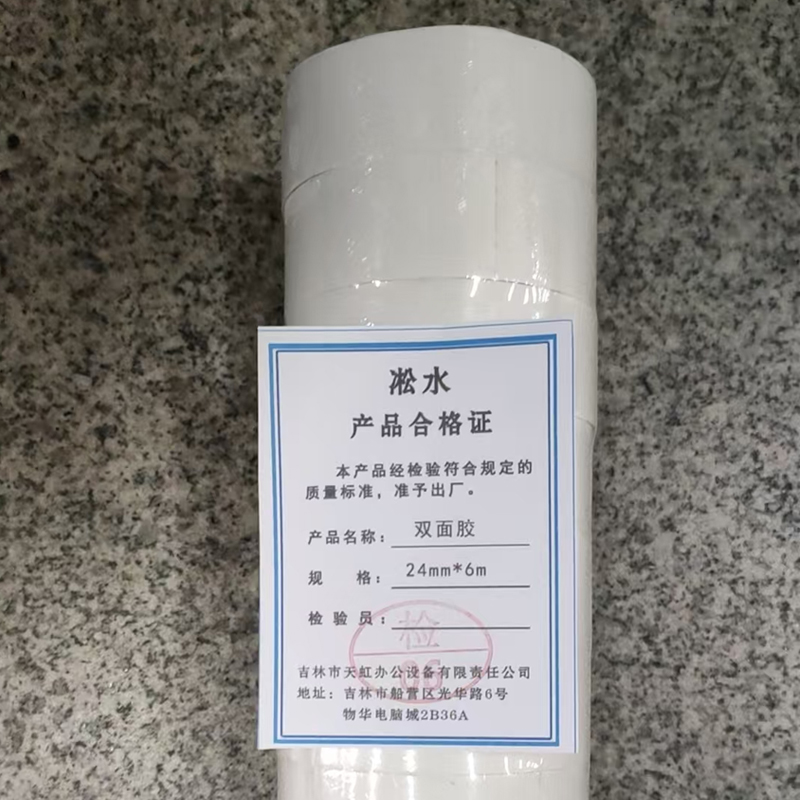 凇水
产品合格证
本产品经检验符合规定的
质量标准，准予出厂。
产品名称：双面胶
规 格：24mm*6m
检验员：
检
06
吉林市天虹办公设备有限责任公司
地址：吉林市船营区光华路6号
物华电脑城2B36A